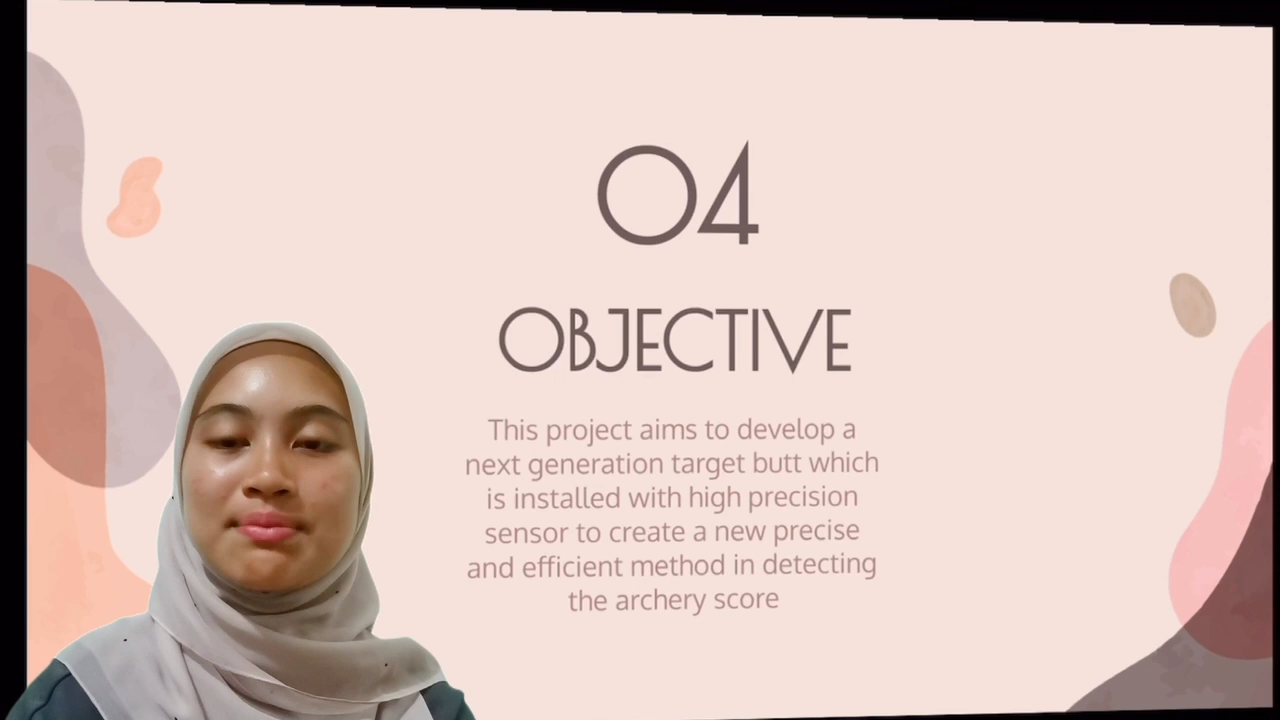 04
OBJECTIVE
This project aims to develop a
next generation target butt which
is installed with high precision
sensor to create a new precise
and efficient method in detecting
the archery score